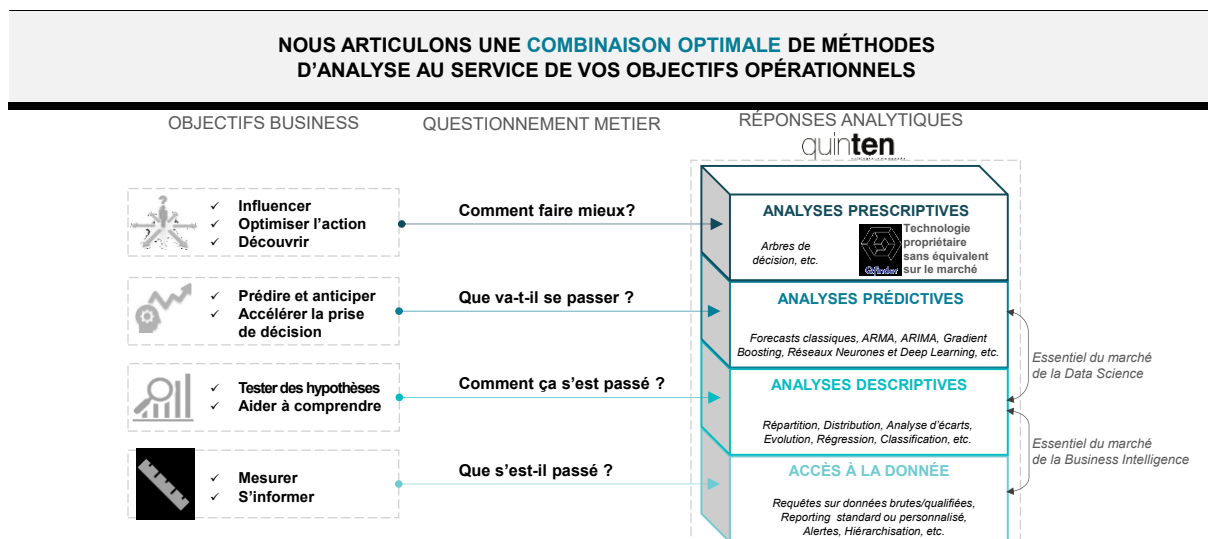 NOUS ARTICULONS UNE COMBINAISON OPTIMALE DE MÉTHODES
D'ANALYSE AU SERVICE DE VOS OBJECTIFS OPÉRATIONNELS
OBJECTIFS BUSINESS
QUESTIONNEMENT METIER
RÉPONSES ANALYTIQUES
quinten
✓ Influencer
✓ Optimiser l'action
✓ Découvrir
Comment faire mieux?
ANALYSES PRESCRIPTIVES
Arbres de
décision, etc.
Technologie
propriétaire
sans équivalent
sur le marché
✓ Prédire et anticiper
✓ Accélérer la prise
de décision
Que va-t-il se passer ?
ANALYSES PRÉDICTIVES
Forecasts classiques, ARMA, ARIMA, Gradient
Boosting, Réseaux Neurones et Deep Learning, etc.
Essentiel du marché
de la Data Science
✓ Tester des hypothèses
✓ Aider à comprendre
Comment ça s'est passé ?
ANALYSES DESCRIPTIVES
Répartition, Distribution, Analyse d'écarts,
Evolution, Régression, Classification, etc.
Essentiel du marché
de la Business Intelligence
✓ Mesurer
✓ S'informer
Que s'est-il passé ?
ACCÈS À LA DONNÉE
Requêtes sur données brutes/qualifiées,
Reporting standard ou personnalisé,
Alertes, Hiérarchisation, etc.